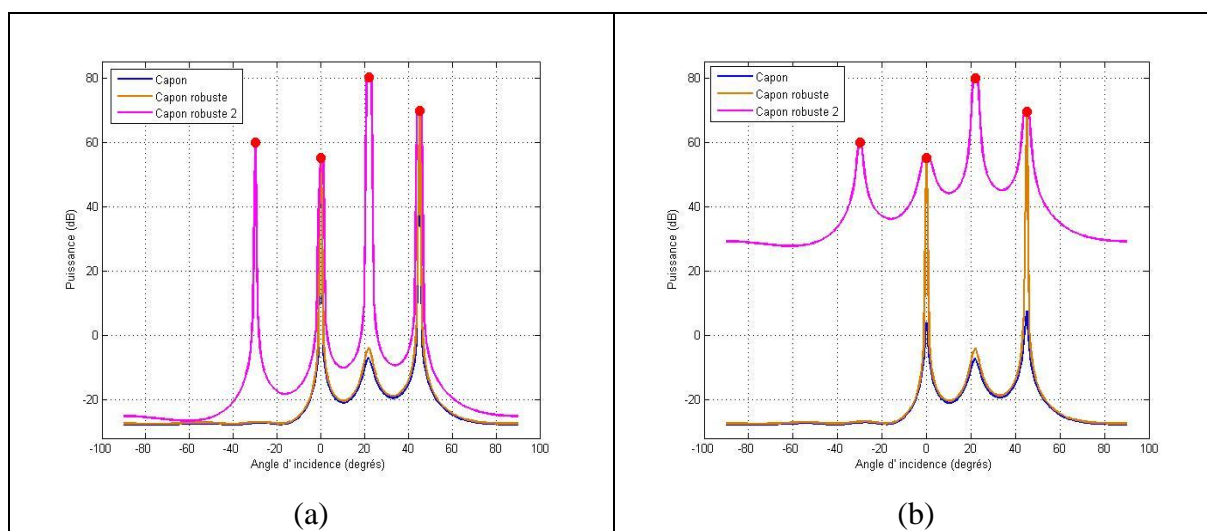 Capon
Capon robuste
Capon robuste 2
Puissance (dB)
80
60
40
20
0
-20
-100 -80 -60 -40 -20 0 20 40 60 80 100
Angle d' incidence (degrés)
(a)
Capon
Capon robuste
Capon robuste 2
Puissance (dB)
80
60
40
20
0
-20
-100 -80 -60 -40 -20 0 20 40 60 80 100
Angle d' incidence (degrés)
(b)